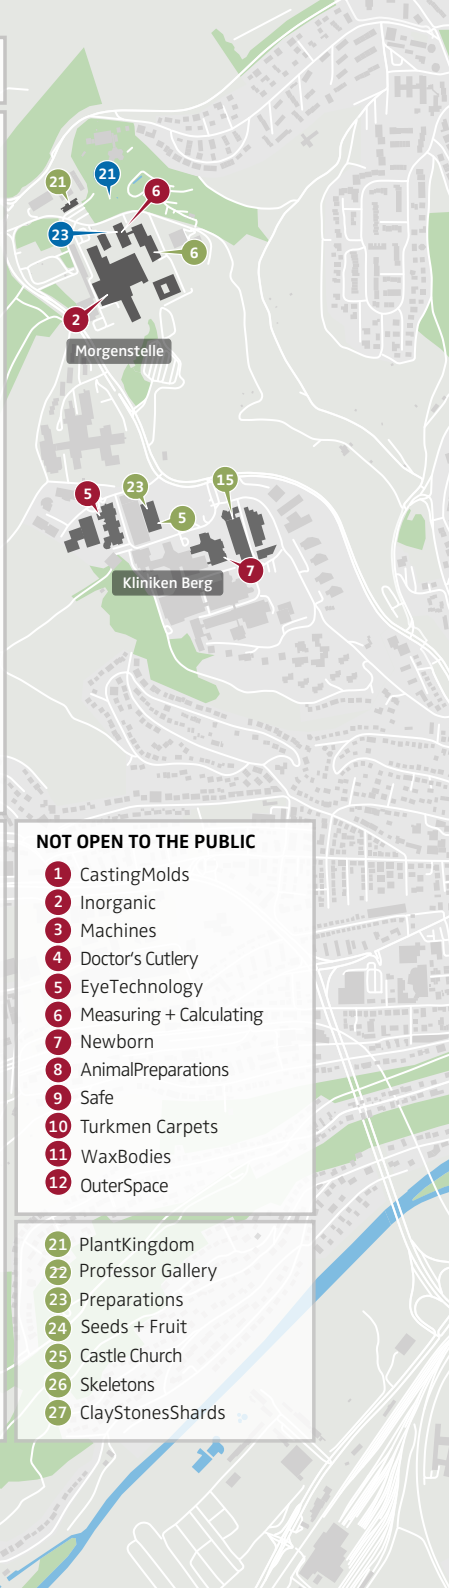 21
21
6
23
6
2
Morgenstelle
5
23
5
15
7
Kliniken Berg
NOT OPEN TO THE PUBLIC
1 CastingMolds
2 Inorganic
3 Machines
4 Doctor's Cutlery
5 EyeTechnology
6 Measuring + Calculating
7 Newborn
8 AnimalPreparations
9 Safe
10 Turkmen Carpets
11 WaxBodies
12 OuterSpace
21 PlantKingdom
22 Professor Gallery
23 Preparations
24 Seeds + Fruit
25 Castle Church
26 Skeletons
27 ClayStonesShards